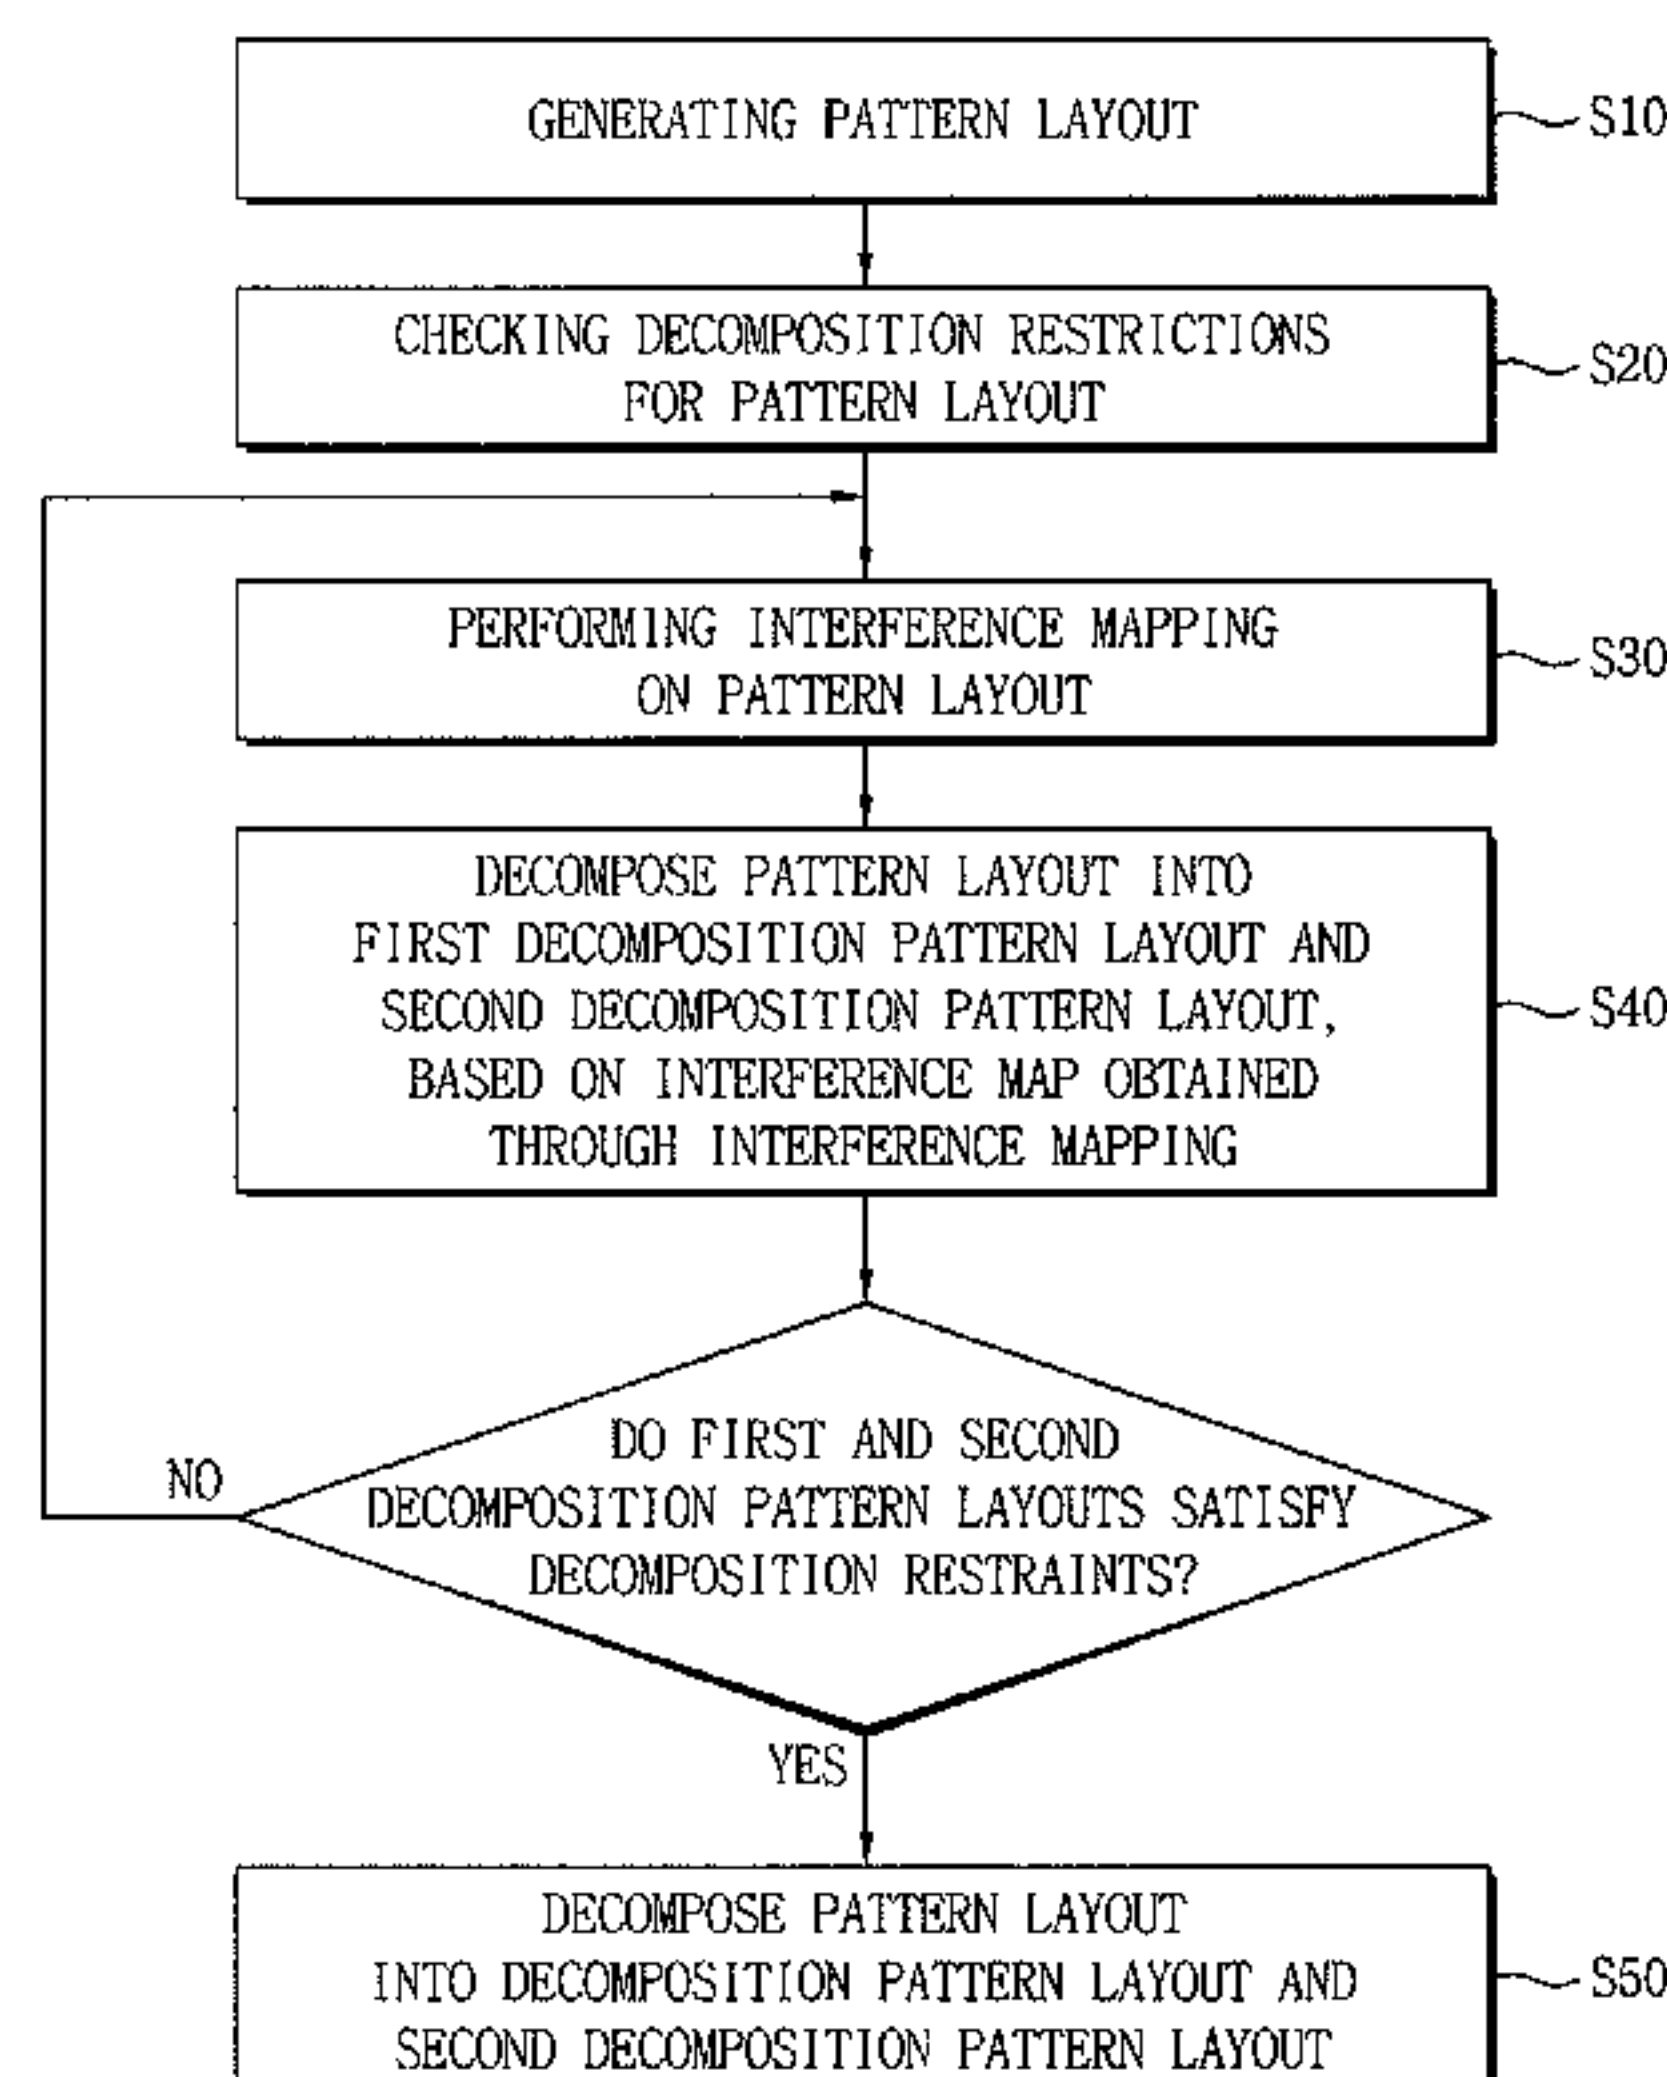 GENERATING PATTERN LAYOUT
S10
CHECKING DECOMPOSITION RESTRICTIONS
FOR PATTERN LAYOUT
S20
PERFORMING INTERFERENCE MAPPING
ON PATTERN LAYOUT
S30
DECOMPOSE PATTERN LAYOUT INTO
FIRST DECOMPOSITION PATTERN LAYOUT AND
SECOND DECOMPOSITION PATTERN LAYOUT,
BASED ON INTERFERENCE MAP OBTAINED
THROUGH INTERFERENCE MAPPING
S40
DO FIRST AND SECOND
DECOMPOSITION PATTERN LAYOUTS SATISFY
DECOMPOSITION RESTRAINTS?
NO
YES
DECOMPOSE PATTERN LAYOUT
INTO DECOMPOSITION PATTERN LAYOUT AND
SECOND DECOMPOSITION PATTERN LAYOUT
S50